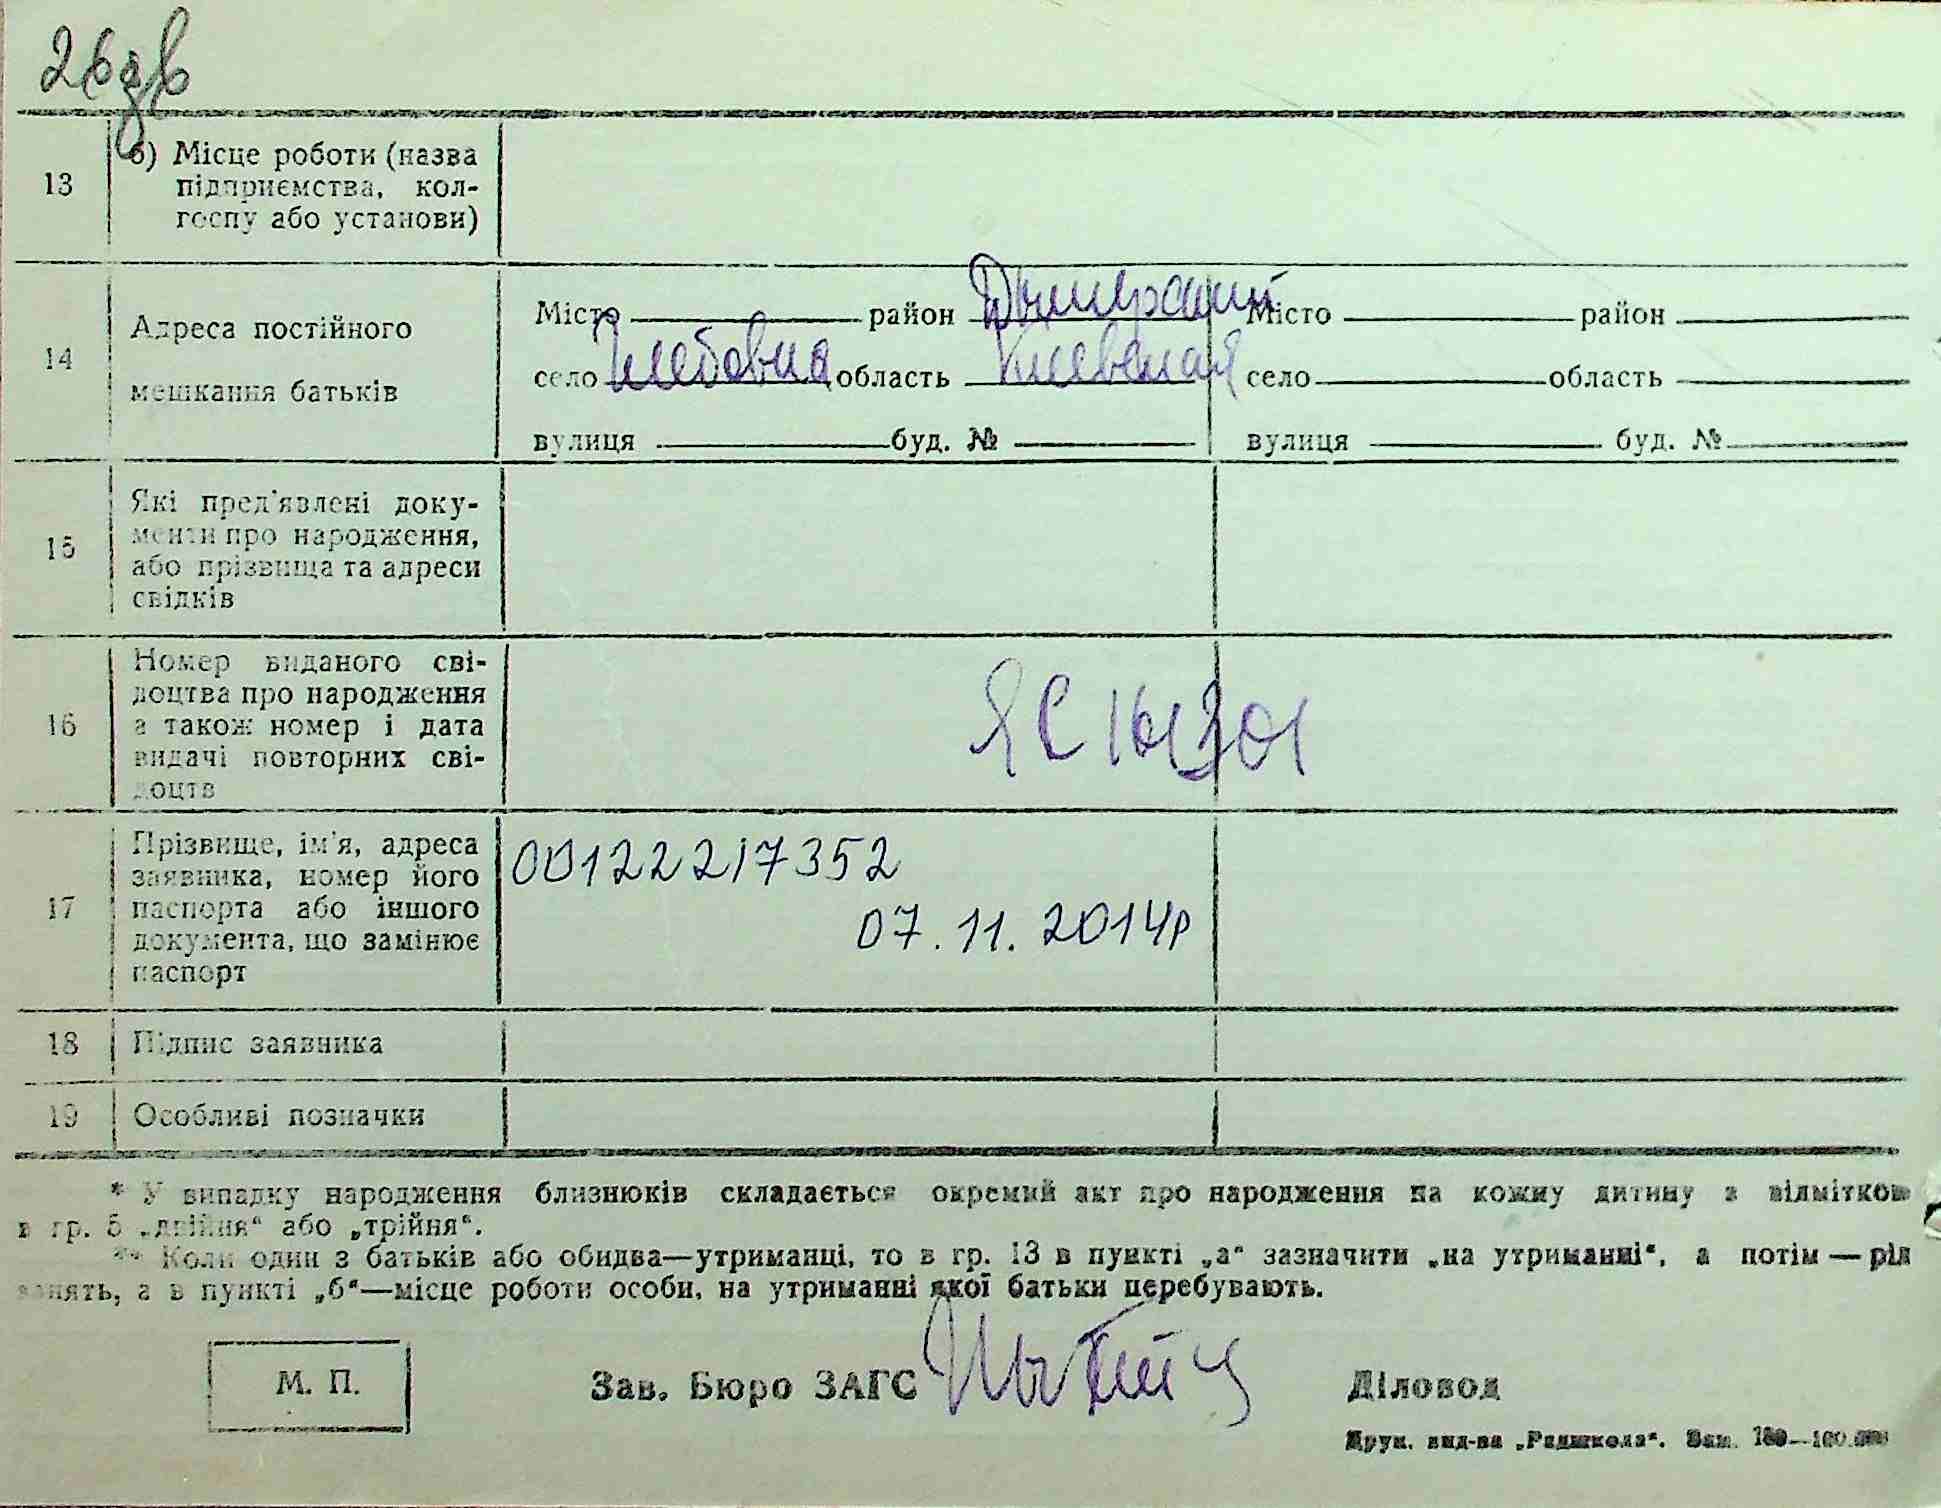 26 зв
13
б) Місце роботи (назва
підприємства, кол-
госпу або установи)
14
Адреса постійного
мешкання батьків
Місто район Дымерский
село Глебовка область Киевская
вулиця буд. №
Місто район
село область
вулиця буд. №
15
Які пред'явлені доку-
менти про народження,
або прізвища та адреси
свідків
16
Номер виданого сві-
доцтва про народження
а також номер і дата
видачі повторних сві-
доцтв
ЯС
17
Прізвище, ім'я, адреса
заявника, номер його
паспорта або іншого
документа, що замінює
паспорт
00122217352
07.11.2014р
18
Підпис заявника
19
Особливі позначки
* У випадку народження близнюків складається окремий акт про народження на кожну дитину з відміткою
в гр. 5 „двійня“ або „трійня“.
** Коли один з батьків або обидва—утриманці, то в гр. 13 в пункті „а“ зазначити „на утриманні“, а потім — рід
занять, а в пункті „б“—місце роботи особи, на утриманні якої батьки перебувають.
М. П.
Зав. Бюро ЗАГС
Діловод
Друк. вид-ва „Радшкола“. Зам.